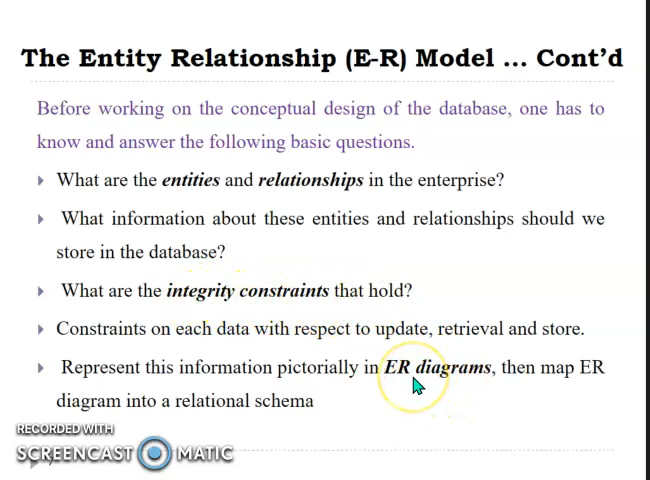 The Entity Relationship (E-R) Model ... Cont'd
Before working on the conceptual design of the database, one has to
know and answer the following basic questions.
What are the entities and relationships in the enterprise?
What information about these entities and relationships should we
store in the database?
What are the integrity constraints that hold?
Constraints on each data with respect to update, retrieval and store.
Represent this information pictorially in ER diagrams, then map ER
diagram into a relational schema
RECORDED WITH
SCREENCAST MATIC